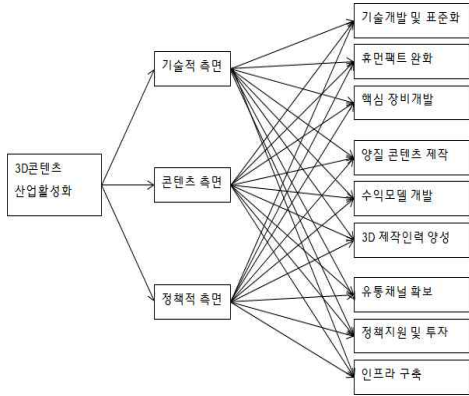 3D콘텐츠
산업활성화
기술적 측면
콘텐츠 측면
정책적 측면
기술개발 및 표준화
휴먼팩트 완화
핵심 장비개발
양질 콘텐츠 제작
수익모델 개발
3D 제작인력 양성
유통채널 확보
정책지원 및 투자
인프라 구축